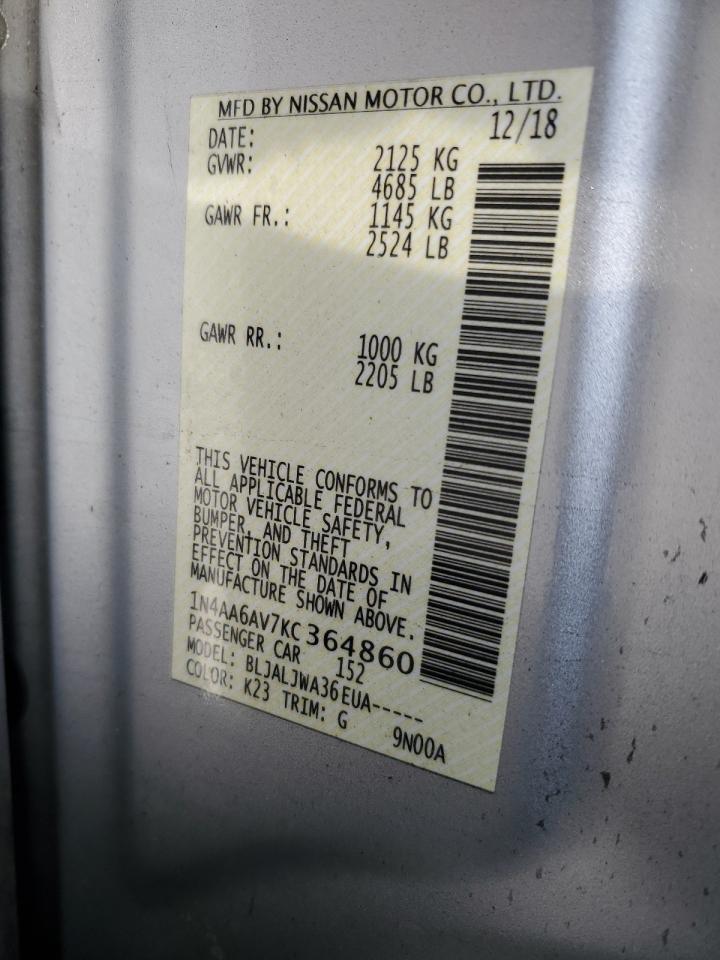 MFD BY NISSAN MOTOR CO., LTD.
DATE: 12/18
GVWR: 2125 KG
4685 LB
GAWR FR.: 1145 KG
2524 LB
GAWR RR.: 1000 KG
2205 LB
THIS VEHICLE CONFORMS TO
ALL APPLICABLE FEDERAL
MOTOR VEHICLE SAFETY,
BUMPER, AND THEFT
PREVENTION STANDARDS IN
EFFECT ON THE DATE OF
MANUFACTURE SHOWN ABOVE.
1N4AA6AV7KC364860
PASSENGER CAR 152
MODEL: BLJALJWA36EUA-----
COLOR: K23 TRIM: G 9N00A